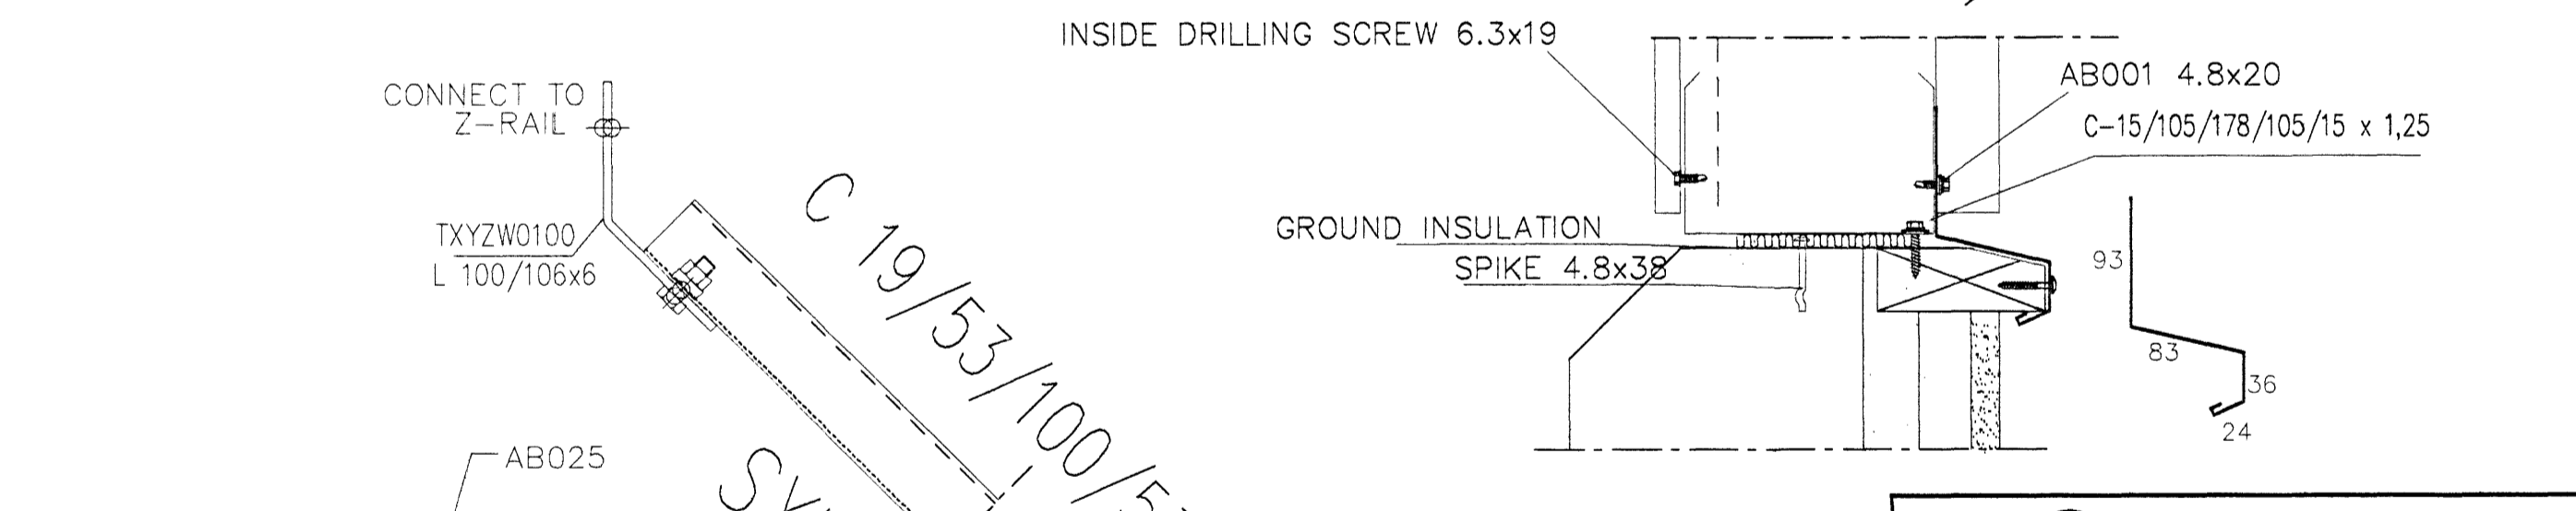 INSIDE DRILLING SCREW 6.3x19
CONNECT TO
Z-RAIL
TXYZW0100
L 100/106x6
AB025
AB001 4.8x20
C-15/105/178/105/15 x 1,25
GROUND INSULATION
SPIKE 4.8x38
93
83
36
24
C 19/53/100/5